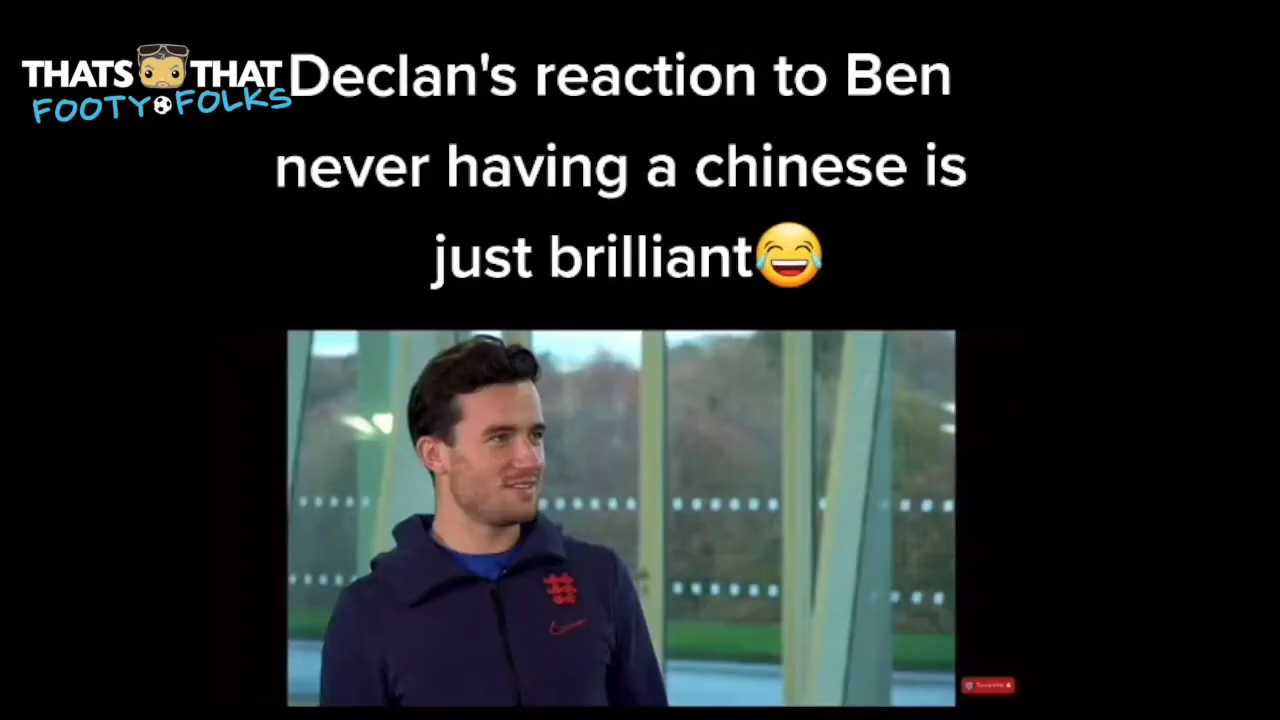 THATS THAT
FOOTY FOLKS
Declan's reaction to Ben
never having a chinese is
just brilliant😂